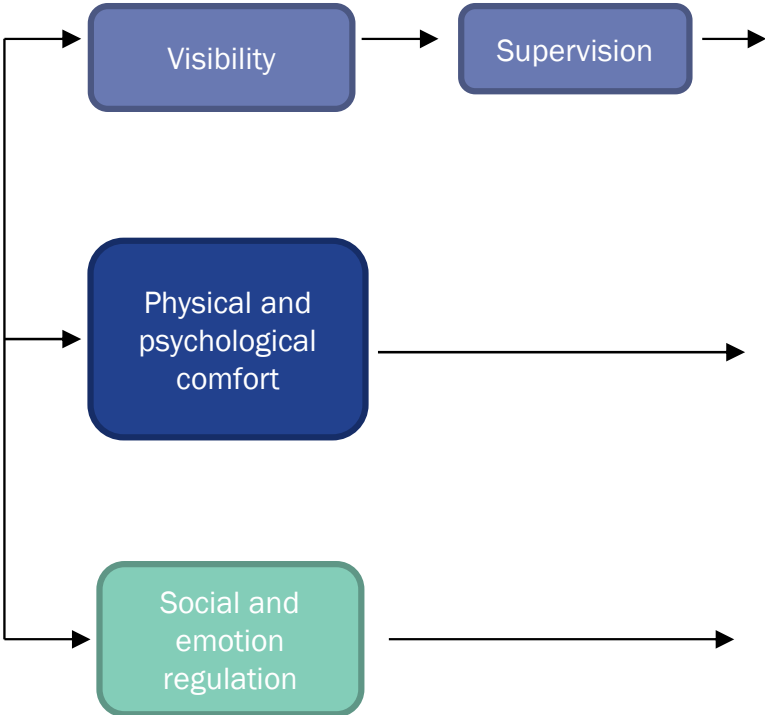 Visibility
Supervision
Physical and
psychological
comfort
Social and
emotion
regulation